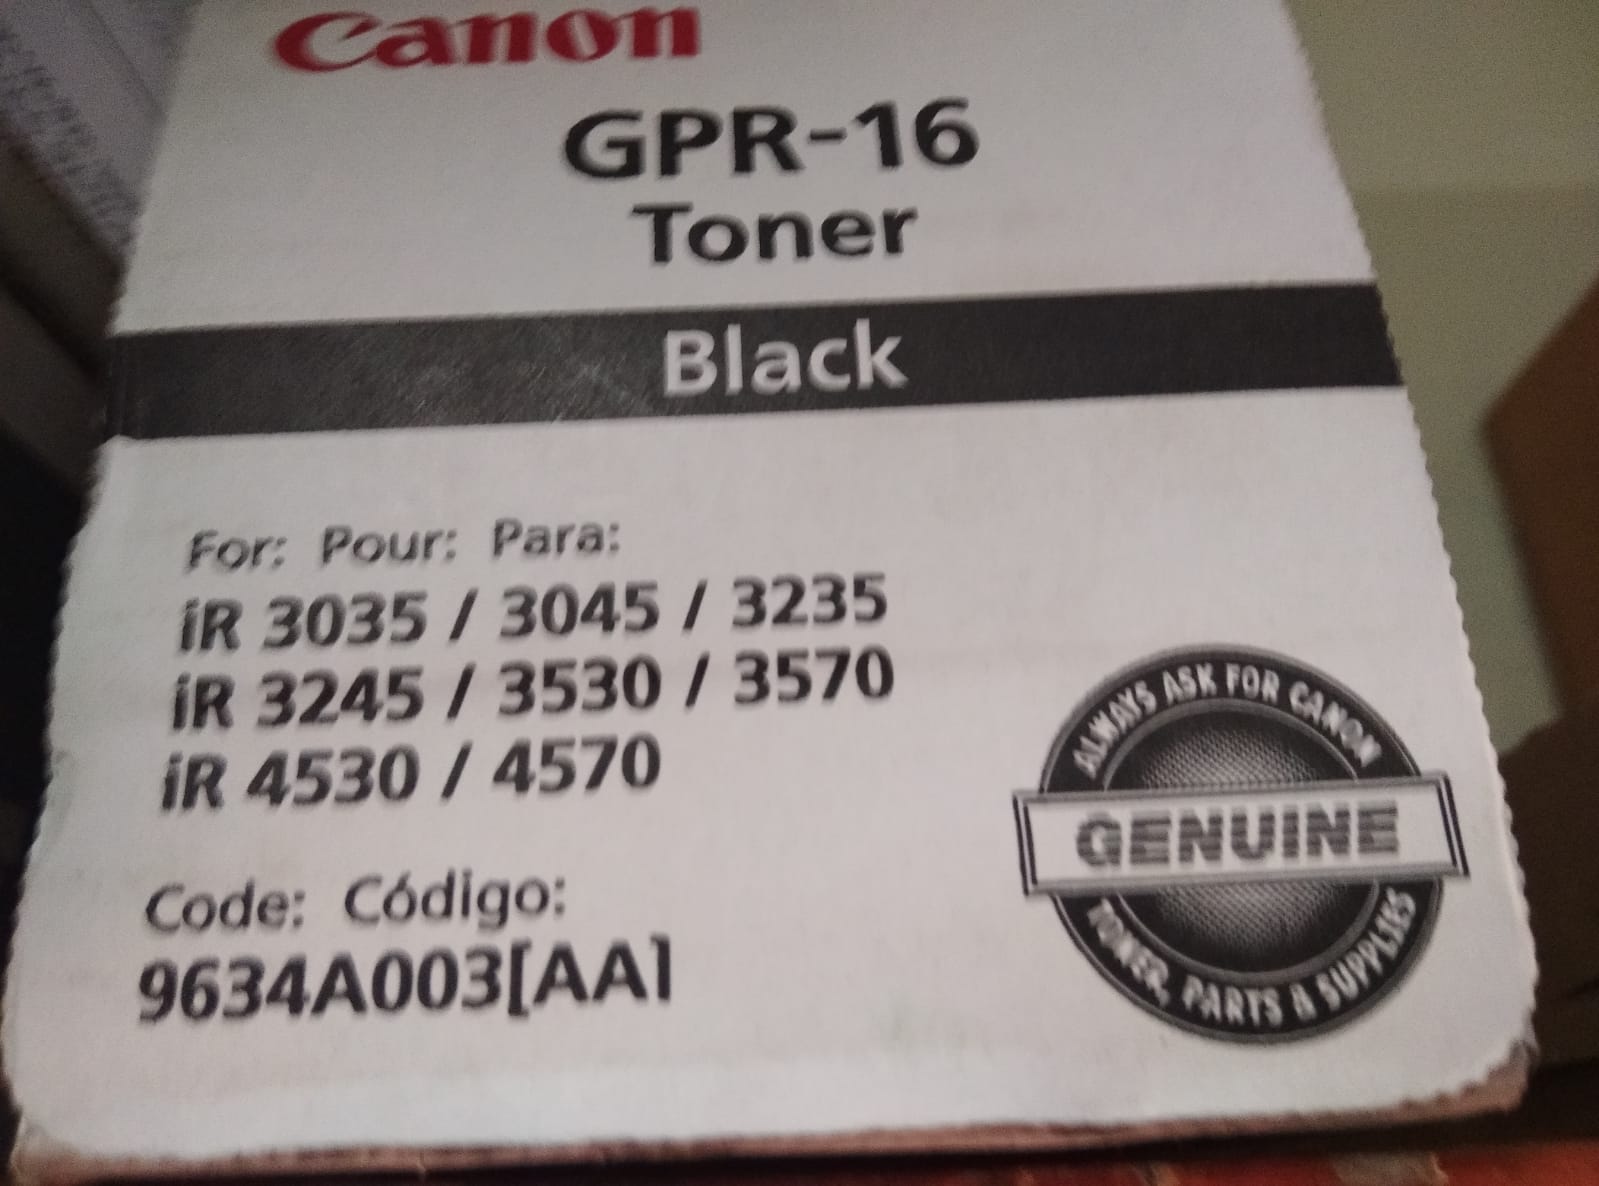 Canon
GPR-16
Toner
Black
For: Pour: Para:
iR 3035 / 3045 / 3235
iR 3245 / 3530 / 3570
iR 4530 / 4570
Code: Código:
9634A003[AA]
ALWAYS ASK FOR CANON
GENUINE
TONER, PARTS & SUPPLIES